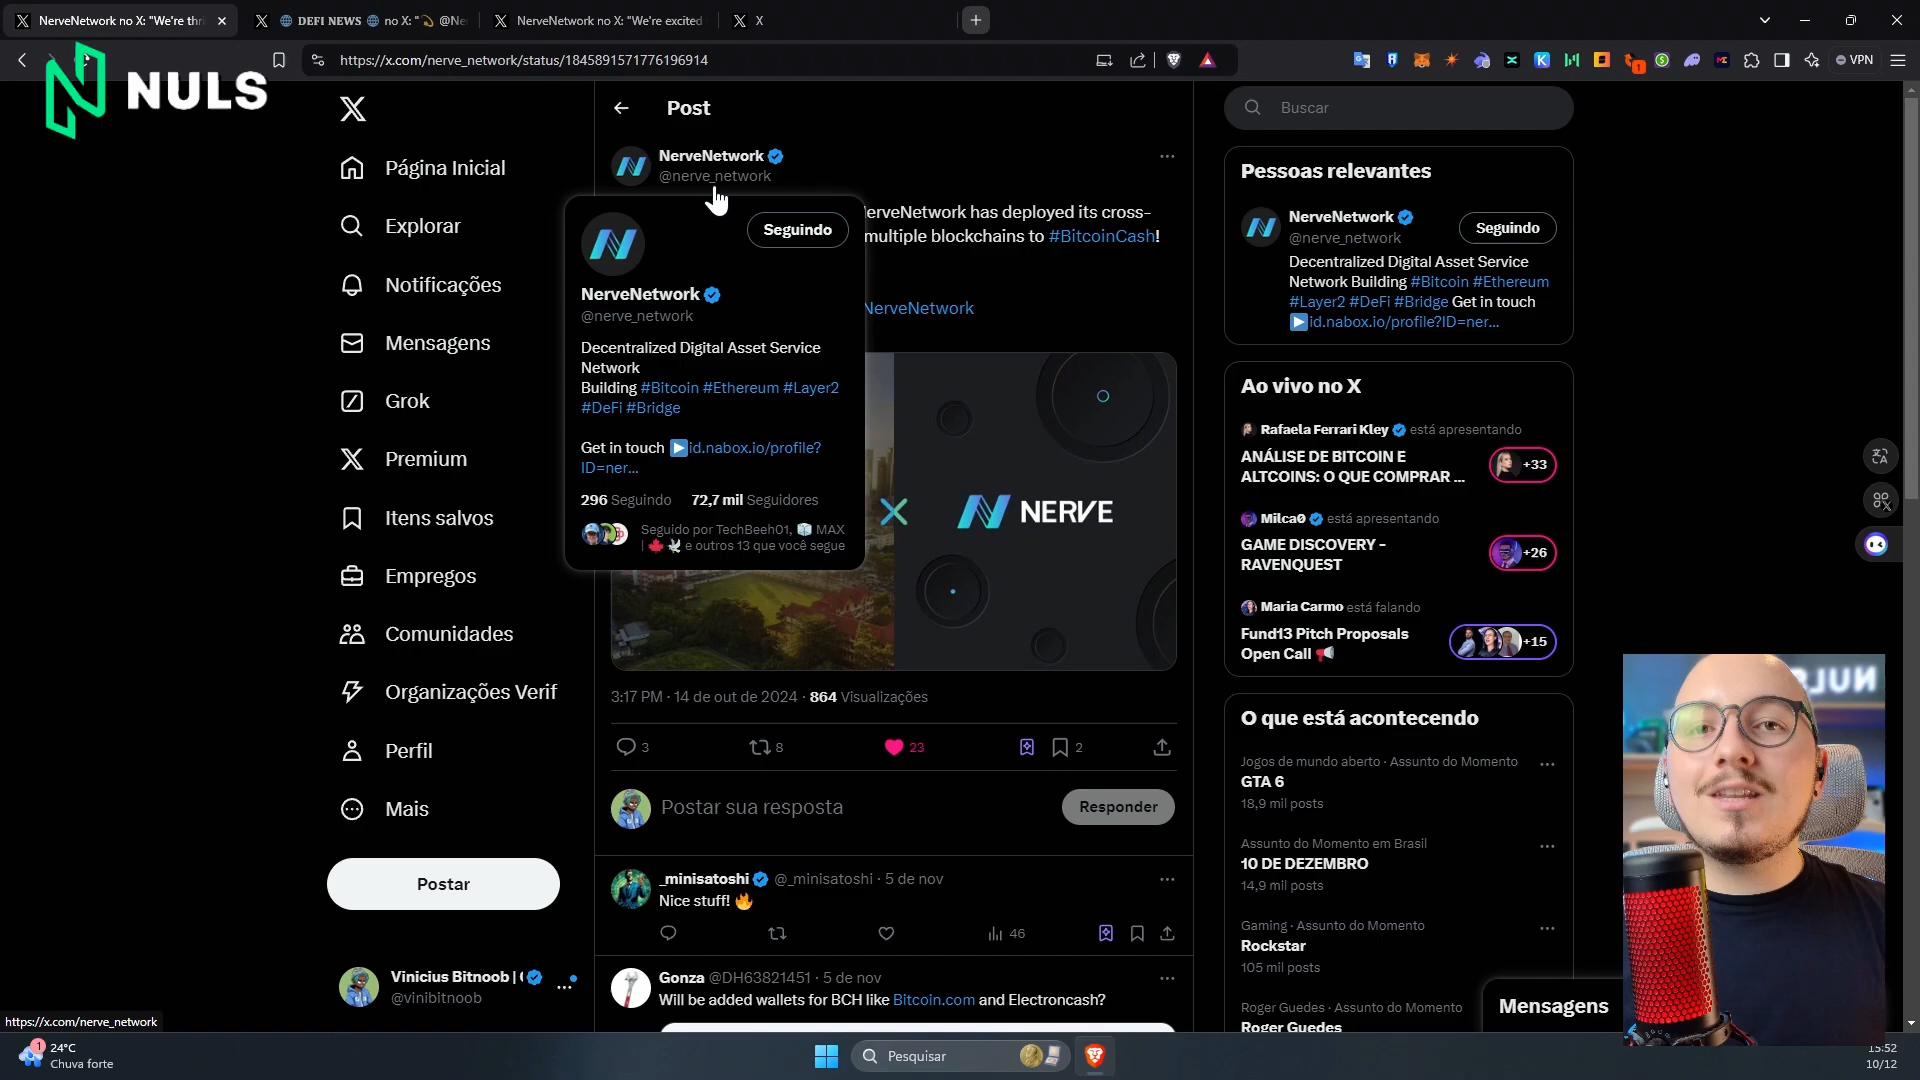 NerveNetwork no X: "We're thri
🌐 DEFI NEWS 🌐 no X: "💫 @Ne
NerveNetwork no X: "We're excited
X
https://x.com/nerve_network/status/1845891571776196914
VPN
NULS
Página Inicial
Explorar
Notificações
Mensagens
Grok
Premium
Itens salvos
Empregos
Comunidades
Organizações Verif
Perfil
Mais
Postar
Vinicius Bitnoob |
@vinibitnoob
https://x.com/nerve_network
Post
NerveNetwork
@nerve_network
NerveNetwork has deployed its cross-
multiple blockchains to #BitcoinCash!
NerveNetwork
Seguindo
NerveNetwork
@nerve_network
Decentralized Digital Asset Service
Network
Building #Bitcoin #Ethereum #Layer2
#DeFi #Bridge
Get in touch ▶️id.nabox.io/profile?
ID=ner...
296 Seguindo 72,7 mil Seguidores
Seguido por TechBeeh01, 🧊 MAX
| 🍁 🕊 e outros 13 que você segue
NERVE
3:17 PM · 14 de out de 2024 · 864 Visualizações
3 8 23 2
Postar sua resposta
Responder
_minisatoshi @_minisatoshi · 5 de nov
Nice stuff! 🔥
46
Gonza @DH63821451 · 5 de nov
Will be added wallets for BCH like Bitcoin.com and Electroncash?
Buscar
Pessoas relevantes
NerveNetwork
@nerve_network
Seguindo
Decentralized Digital Asset Service
Network Building #Bitcoin #Ethereum
#Layer2 #DeFi #Bridge Get in touch
▶️id.nabox.io/profile?ID=ner...
Ao vivo no X
Rafaela Ferrari Kley está apresentando
ANÁLISE DE BITCOIN E
ALTCOINS: O QUE COMPRAR ...
+33
Milca0 está apresentando
GAME DISCOVERY -
RAVENQUEST
+26
Maria Carmo está falando
Fund13 Pitch Proposals
Open Call 📢
+15
O que está acontecendo
Jogos de mundo aberto · Assunto do Momento
GTA 6
18,9 mil posts
Assunto do Momento em Brasil
10 DE DEZEMBRO
14,9 mil posts
Gaming · Assunto do Momento
Rockstar
105 mil posts
Roger Guedes · Assunto do Momento
Roger Guedes
Mensagens
1
24°C
Chuva forte
Pesquisar
15:52
10/12